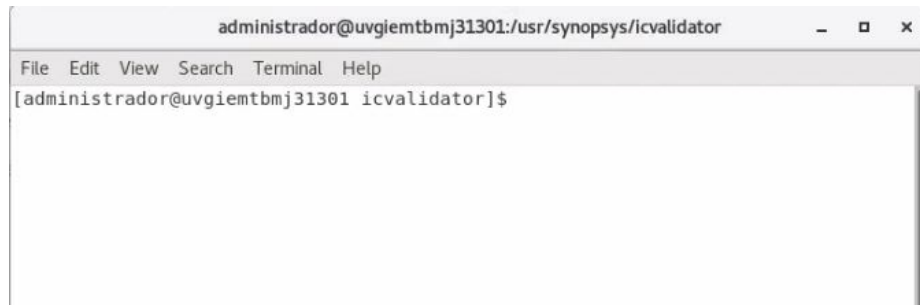 administrador@uvgiemtbmj31301:/usr/synopsys/icvalidator
File Edit View Search Terminal Help
[administrador@uvgiemtbmj31301 icvalidator]$